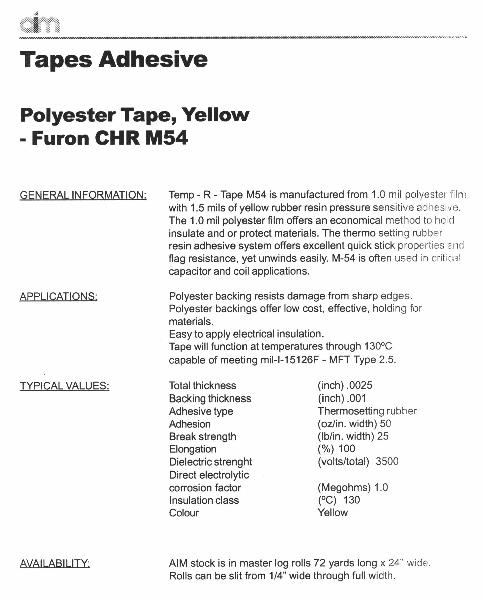 aim
Tapes Adhesive
Polyester Tape, Yellow
- Furon CHR M54
GENERAL INFORMATION: Temp - R - Tape M54 is manufactured from 1.0 mil polyester film
with 1.5 mils of yellow rubber resin pressure sensitive adhesive.
The 1.0 mil polyester film offers an economical method to hold
insulate and or protect materials. The thermo setting rubber
resin adhesive system offers excellent quick stick properties and
flag resistance, yet unwinds easily. M-54 is often used in critical
capacitor and coil applications.
APPLICATIONS: Polyester backing resists damage from sharp edges.
Polyester backings offer low cost, effective, holding for
materials.
Easy to apply electrical insulation.
Tape will function at temperatures through 130ºC
capable of meeting mil-I-15126F - MFT Type 2.5.
TYPICAL VALUES: Total thickness (inch) .0025
Backing thickness (inch) .001
Adhesive type Thermosetting rubber
Adhesion (oz/in. width) 50
Break strength (lb/in. width) 25
Elongation (%) 100
Dielectric strenght (volts/total) 3500
Direct electrolytic
corrosion factor (Megohms) 1.0
Insulation class (ºC) 130
Colour Yellow
AVAILABILITY: AIM stock is in master log rolls 72 yards long x 24" wide.
Rolls can be slit from 1/4" wide through full width.